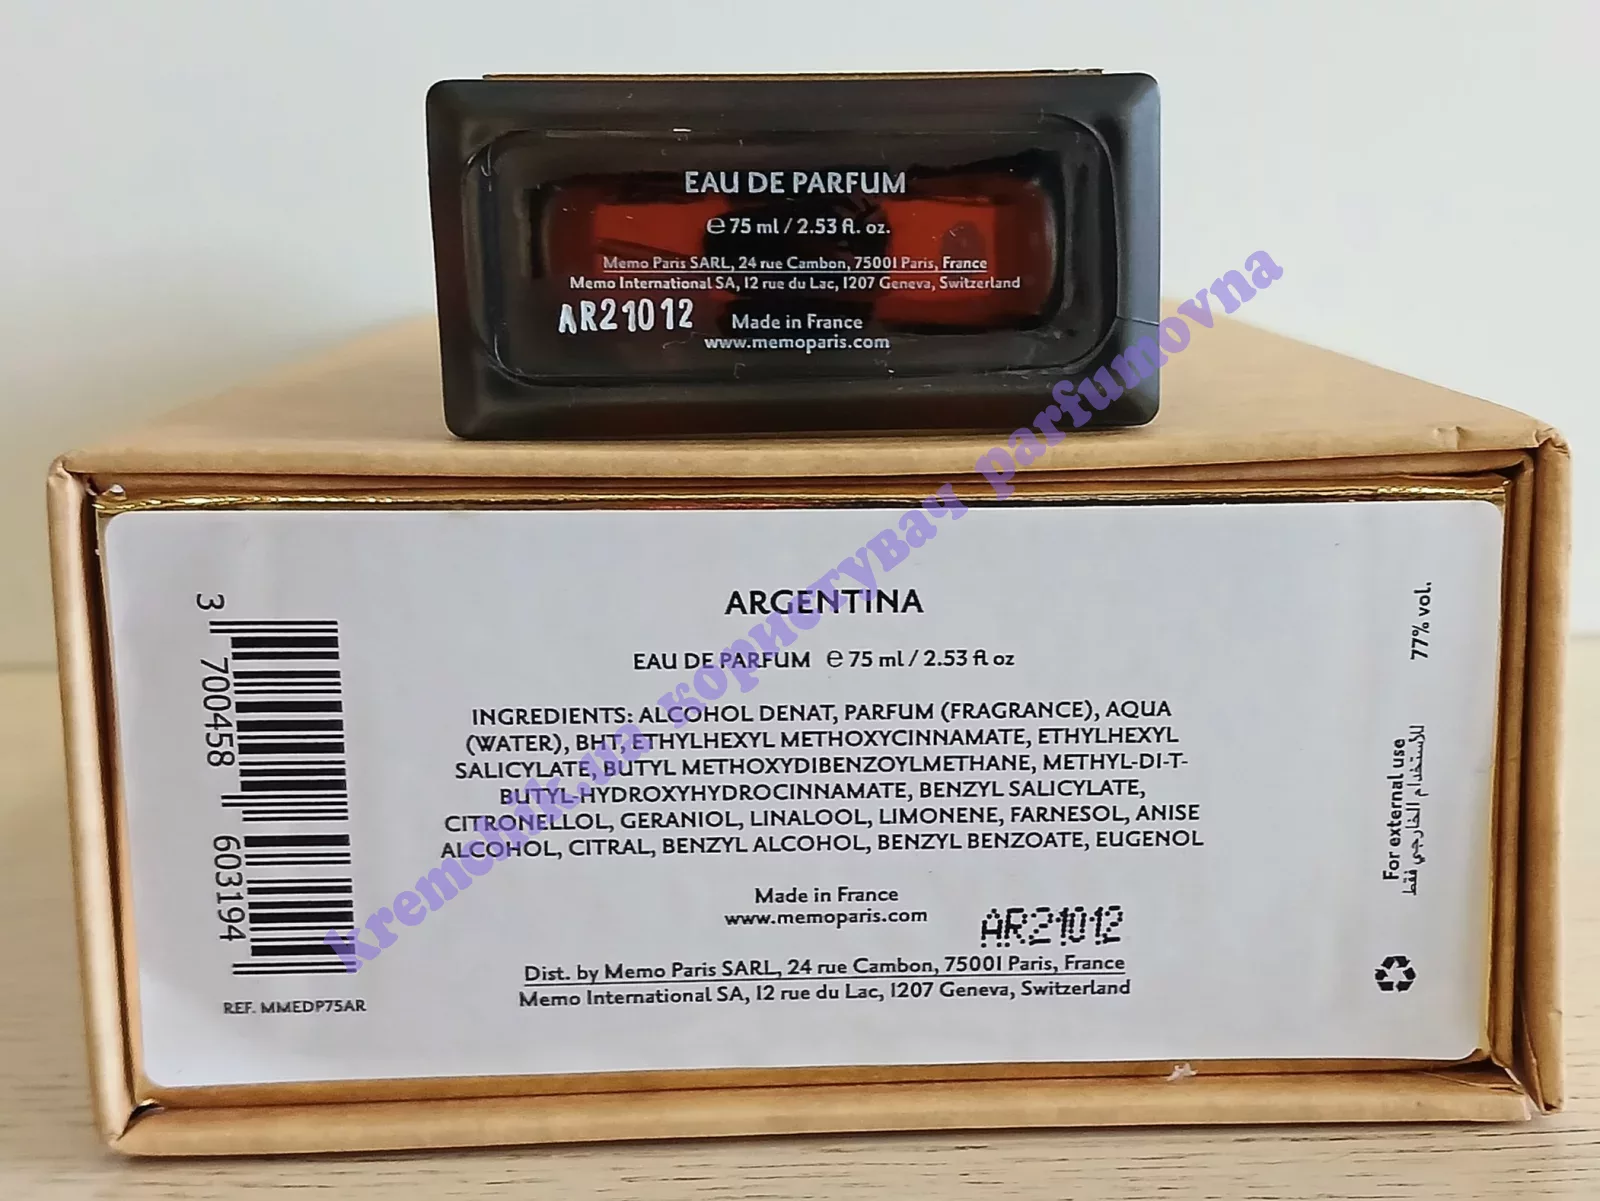 EAU DE PARFUM
e 75 ml / 2.53 fl. oz.
Memo Paris SARL, 24 rue Cambon, 75001 Paris, France
Memo International SA, 12 rue du Lac, 1207 Geneva, Switzerland
AR21012
Made in France
www.memoparis.com
ARGENTINA
EAU DE PARFUM e 75 ml / 2.53 fl oz
INGREDIENTS: ALCOHOL DENAT, PARFUM (FRAGRANCE), AQUA
(WATER), BHT, ETHYLHEXYL METHOXYCINNAMATE, ETHYLHEXYL
SALICYLATE, BUTYL METHOXYDIBENZOYLMETHANE, METHYL-DI-T-
BUTYL-HYDROXYHYDROCINNAMATE, BENZYL SALICYLATE,
CITRONELLOL, GERANIOL, LINALOOL, LIMONENE, FARNESOL, ANISE
ALCOHOL, CITRAL, BENZYL ALCOHOL, BENZYL BENZOATE, EUGENOL
Made in France
www.memoparis.com
AR21012
Dist. by Memo Paris SARL, 24 rue Cambon, 75001 Paris, France
Memo International SA, 12 rue du Lac, 1207 Geneva, Switzerland
3 700458 603194
REF. MMEDP75AR
77% vol.
For external use
للاستخدام الخارجي فقط
kremchik.ua користувач parfumovna